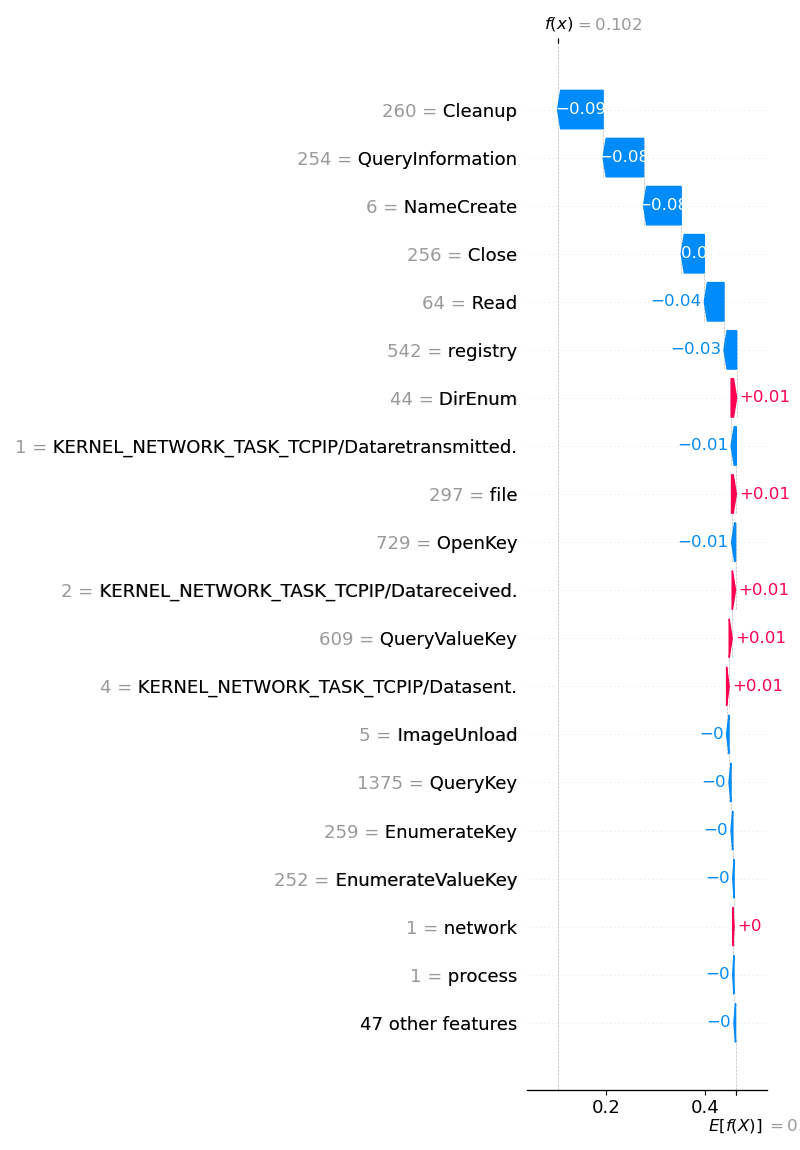 f(x) = 0.102
260 = Cleanup −0.09
254 = QueryInformation −0.08
6 = NameCreate −0.08
256 = Close 0.0
64 = Read −0.04
542 = registry −0.03
44 = DirEnum +0.01
1 = KERNEL_NETWORK_TASK_TCPIP/Dataretransmitted. −0.01
297 = file +0.01
729 = OpenKey −0.01
2 = KERNEL_NETWORK_TASK_TCPIP/Datareceived. +0.01
609 = QueryValueKey +0.01
4 = KERNEL_NETWORK_TASK_TCPIP/Datasent. +0.01
5 = ImageUnload −0
1375 = QueryKey −0
259 = EnumerateKey −0
252 = EnumerateValueKey −0
1 = network +0
1 = process −0
47 other features −0
0.2 0.4
E[f(X)] = 0.